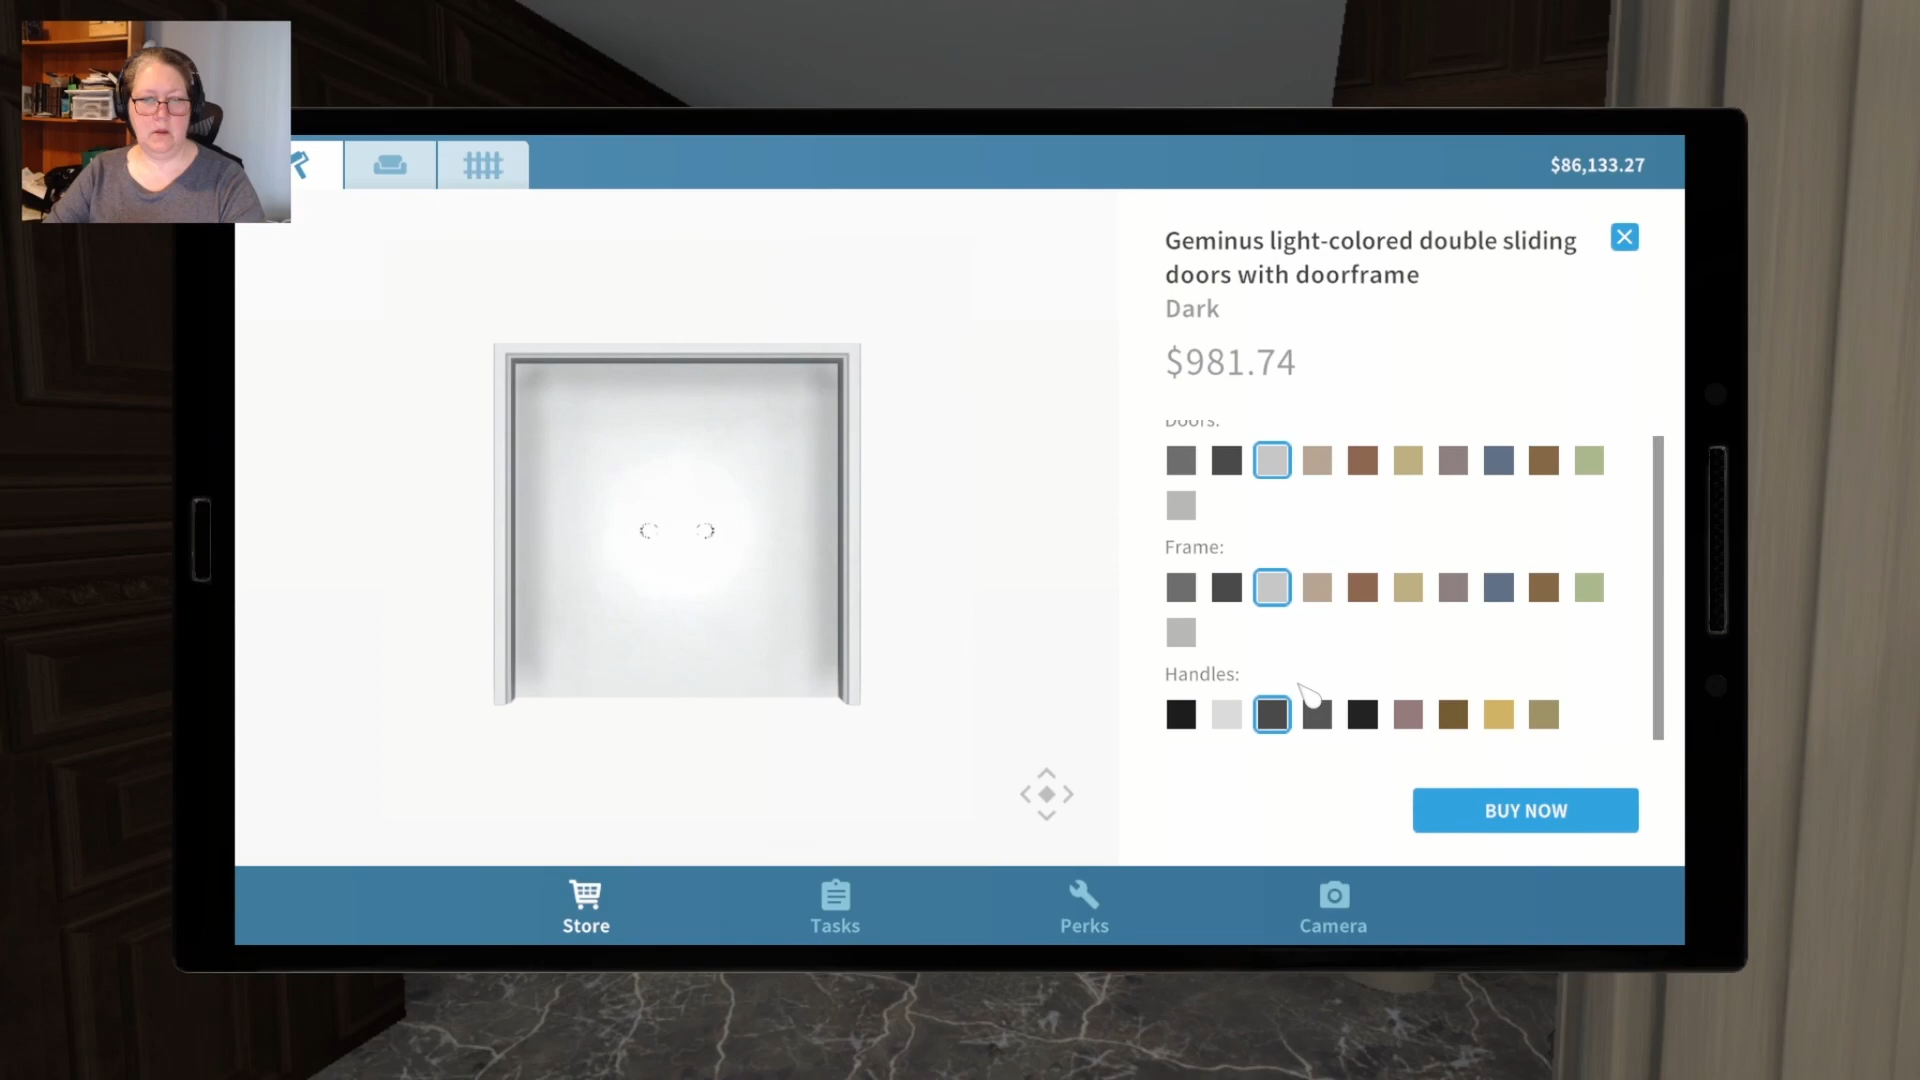 $86,133.27
Geminus light-colored double sliding
doors with doorframe
Dark
$981.74
Doors:
Frame:
Handles:
BUY NOW
Store
Tasks
Perks
Camera